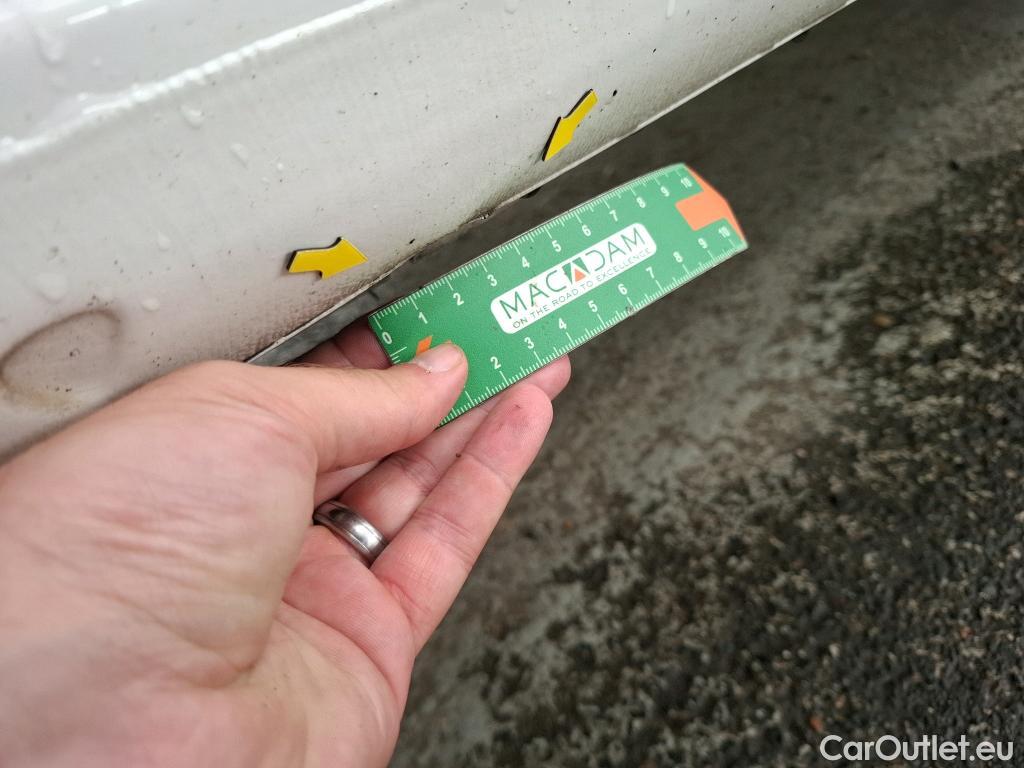 0 1 2 3 4 5 6 7 8 9 10
MACADAM
ON THE ROAD TO EXCELLENCE
2 3 4 5 6 7 8 9 10
CarOutlet.eu